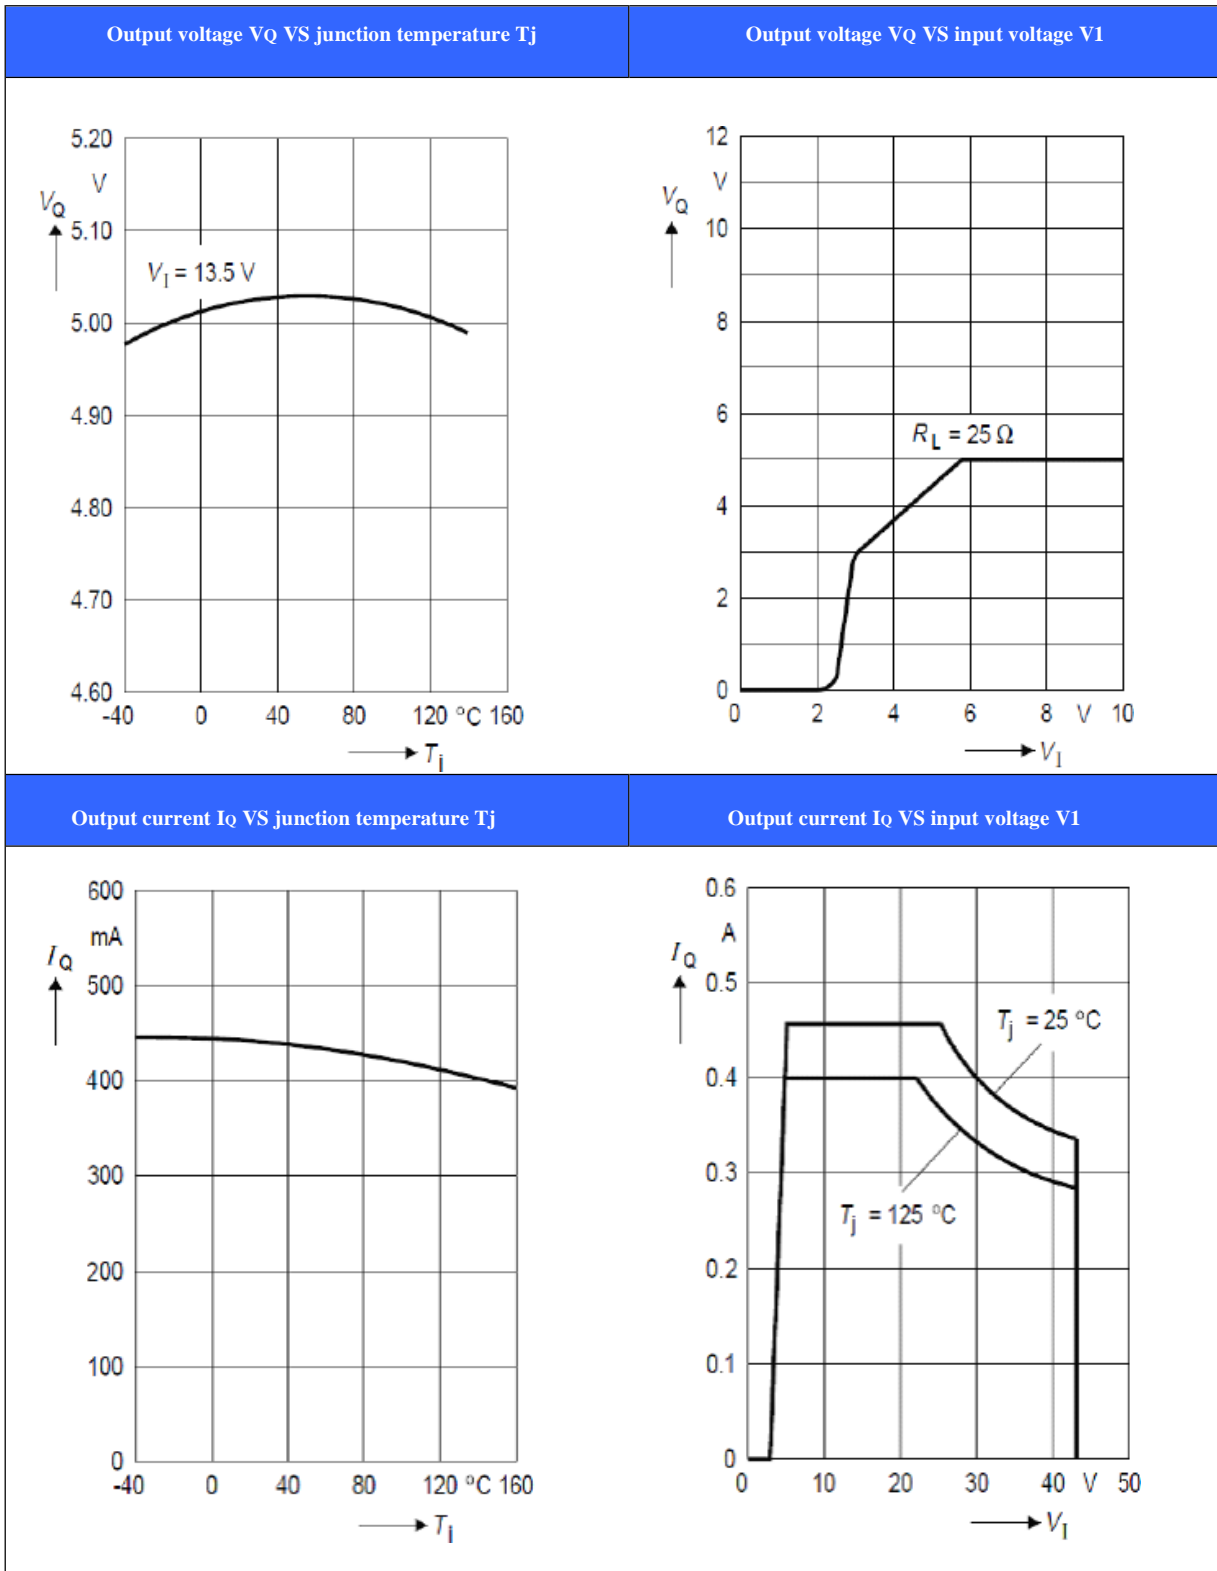 Output voltage VQ VS junction temperature Tj
Output voltage VQ VS input voltage V1
5.20
V
VQ
5.10
VI = 13.5 V
5.00
4.90
4.80
4.70
4.60
-40 0 40 80 120 °C 160
Tj
12
V
VQ
10
8
6
RL = 25 Ω
4
2
0
0 2 4 6 8 V 10
VI
Output current IQ VS junction temperature Tj
Output current IQ VS input voltage V1
600
mA
IQ
500
400
300
200
100
0
-40 0 40 80 120 °C 160
Tj
0.6
A
IQ
0.5
Tj = 25 °C
0.4
0.3
Tj = 125 °C
0.2
0.1
0
0 10 20 30 40 V 50
VI